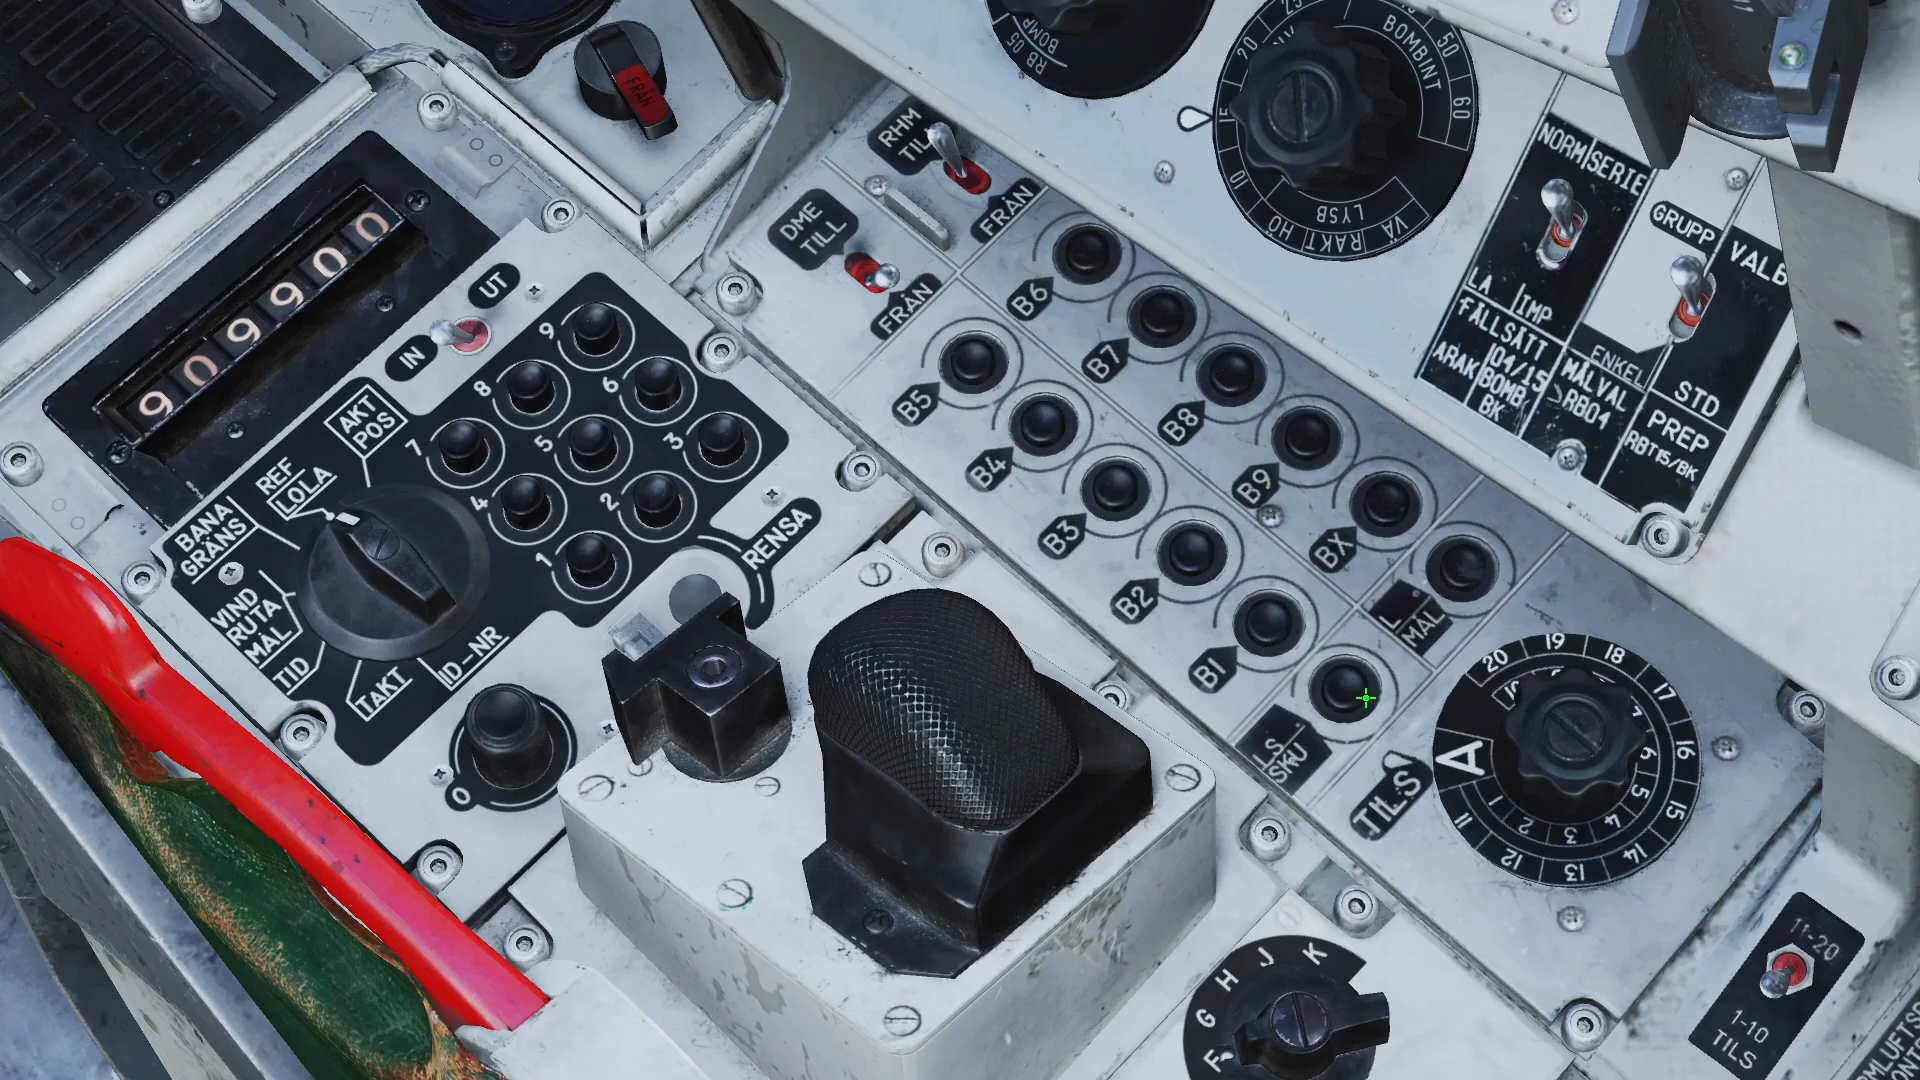 FRÅN
909900
UT
IN
AKT
POS
REF
LOLA
BANA
GRÄNS
VIND
RUTA
MÅL
TID
TAKT
ID-NR
RENSA
9
8
6
7
5
3
4
2
1
0
RHM
TILL
FRÅN
DME
TILL
FRÅN
B6
B7
B8
B9
BX
L
MÅL
B5
B4
B3
B2
B1
LS
SKU
RB 05
BOMB
20
15
10
HÖ
RAKT
VÄ
LYSB
BOMBINT
50
60
NORM
SERIE
LA
IMP
FÄLLSÄTT
ARAK
BOMB
BK
GRUPP
VALB
ENKEL
MÅLVAL
RB04
STD
PREP
RB715/BK
TILS
20
19
18
17
16
15
14
13
12
11
A
1
2
3
4
5
6
7
F
G
H
J
K
11-20
1-10
TILS